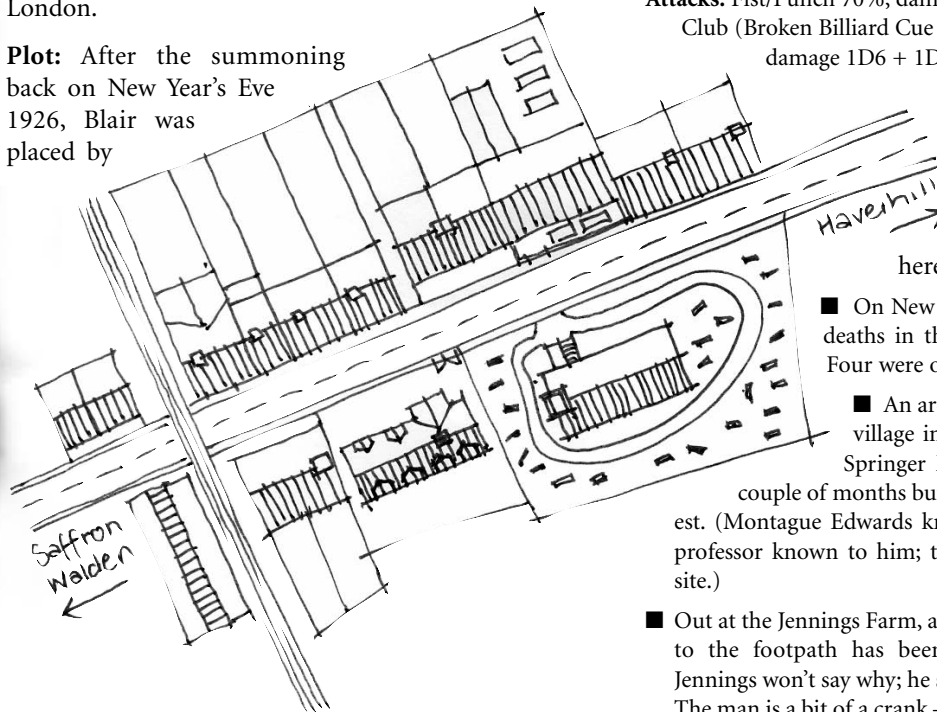 London.
Plot: After the summoning
back on New Year's Eve
1926, Blair was
placed by
Attacks: Fist/Punch 70%, dam
Club (Broken Billiard Cue
damage 1D6 + 1D
Haverhill
here
■ On New
deaths in th
Four were o
■ An ar
village in
Springer
couple of months bu
est. (Montague Edwards kn
professor known to him; t
site.)
■ Out at the Jennings Farm, a
to the footpath has been
Jennings won't say why; he
The man is a bit of a crank
Saffron
Walden